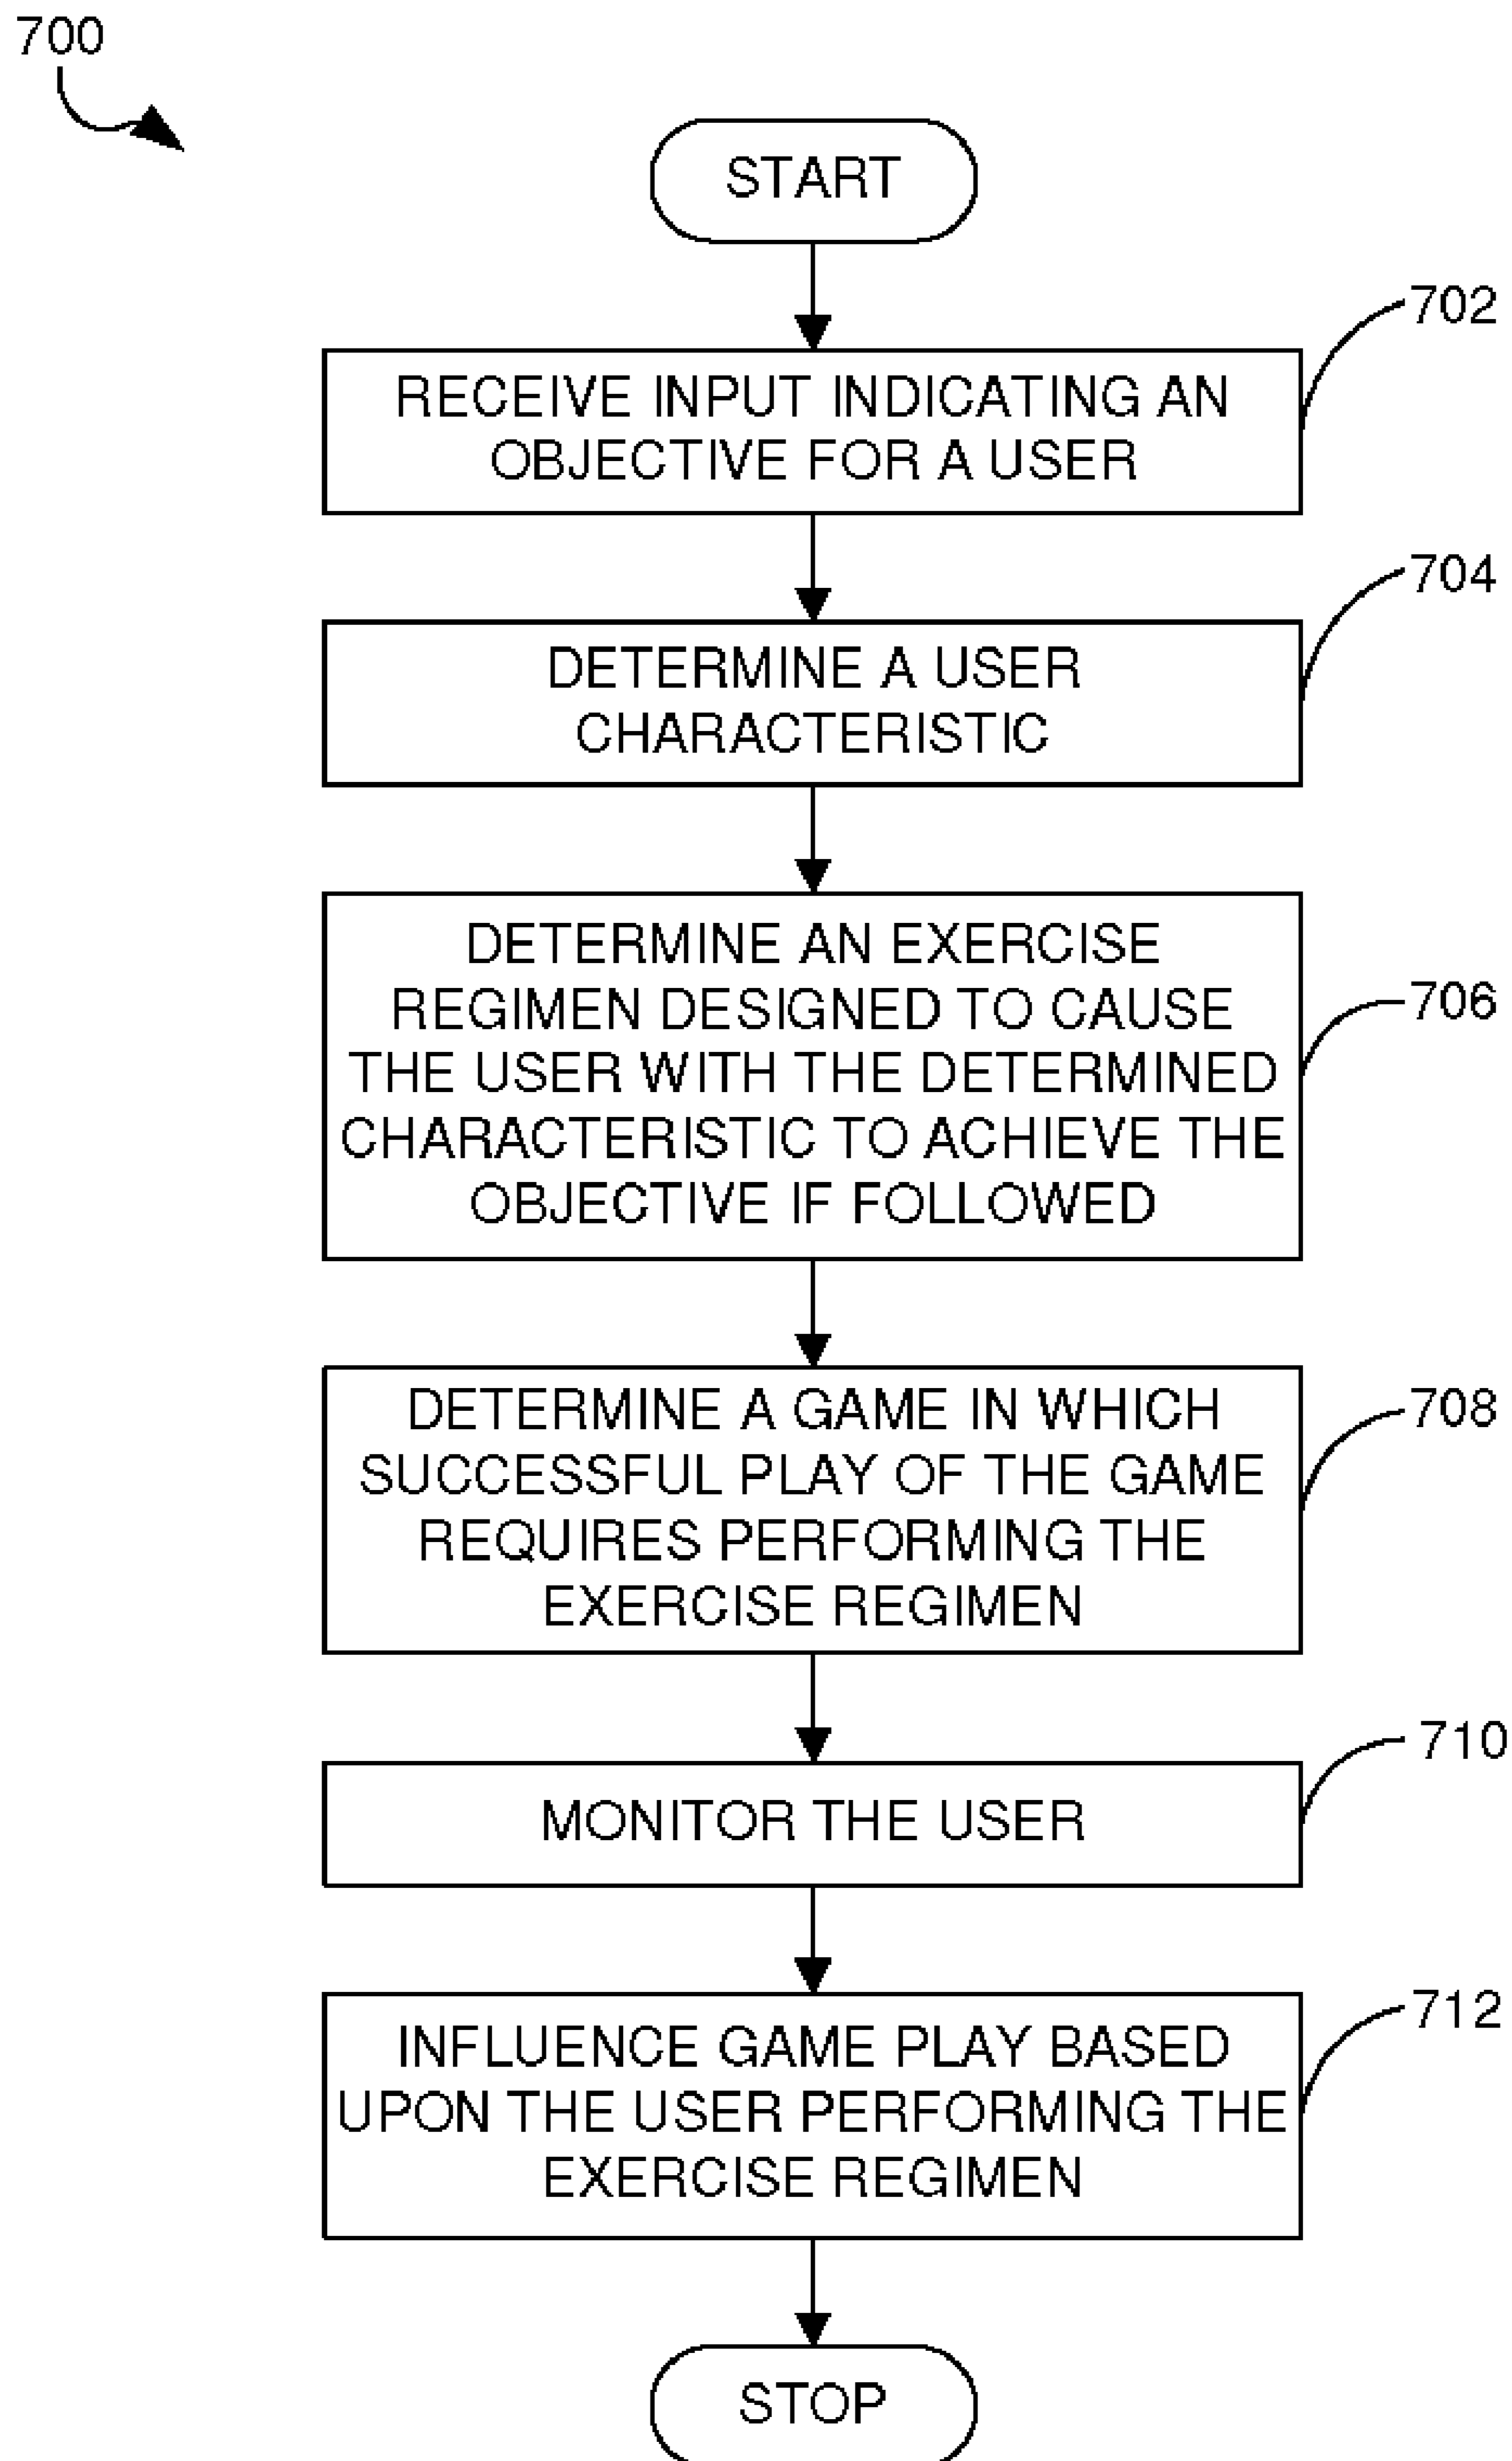 700
START
702
RECEIVE INPUT INDICATING AN
OBJECTIVE FOR A USER
704
DETERMINE A USER
CHARACTERISTIC
DETERMINE AN EXERCISE
REGIMEN DESIGNED TO CAUSE
706
THE USER WITH THE DETERMINED
CHARACTERISTIC TO ACHIEVE THE
OBJECTIVE IF FOLLOWED
708
DETERMINE A GAME IN WHICH
SUCCESSFUL PLAY OF THE GAME
REQUIRES PERFORMING THE
EXERCISE REGIMEN
710
MONITOR THE USER
712
INFLUENCE GAME PLAY BASED
UPON THE USER PERFORMING THE
EXERCISE REGIMEN
STOP